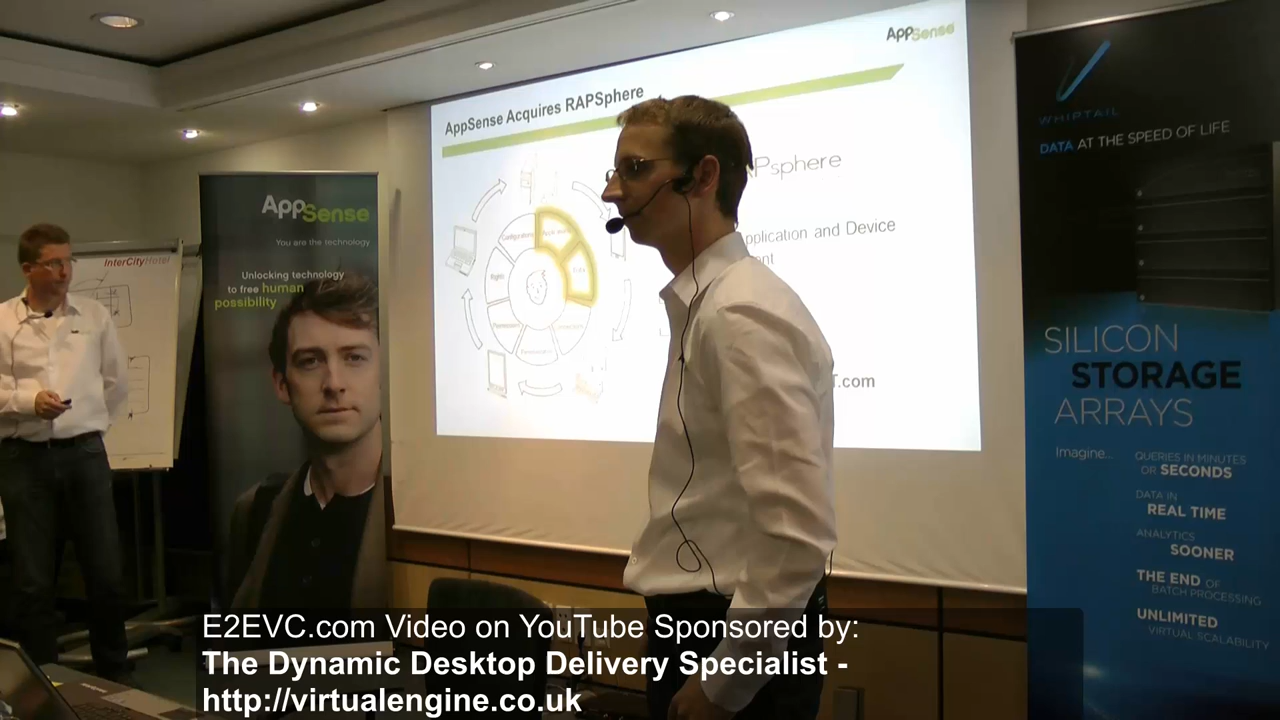 AppSense
AppSense Acquires RAPSphere
Psphere
pplication and Device
nt
T.com
Configurations
Rights
InterCityHotel
AppSense
You are the technology
Unlocking technology
to free human
possibility
WHIPTAIL
DATA AT THE SPEED OF LIFE
SILICON
STORAGE
ARRAYS
Imagine...
QUERIES IN MINUTES
OR SECONDS
DATA IN
REAL TIME
ANALYTICS
SOONER
THE END OF
BATCH PROCESSING
UNLIMITED
VIRTUAL SCALABILITY
E2EVC.com Video on YouTube Sponsored by:
The Dynamic Desktop Delivery Specialist -
http://virtualengine.co.uk